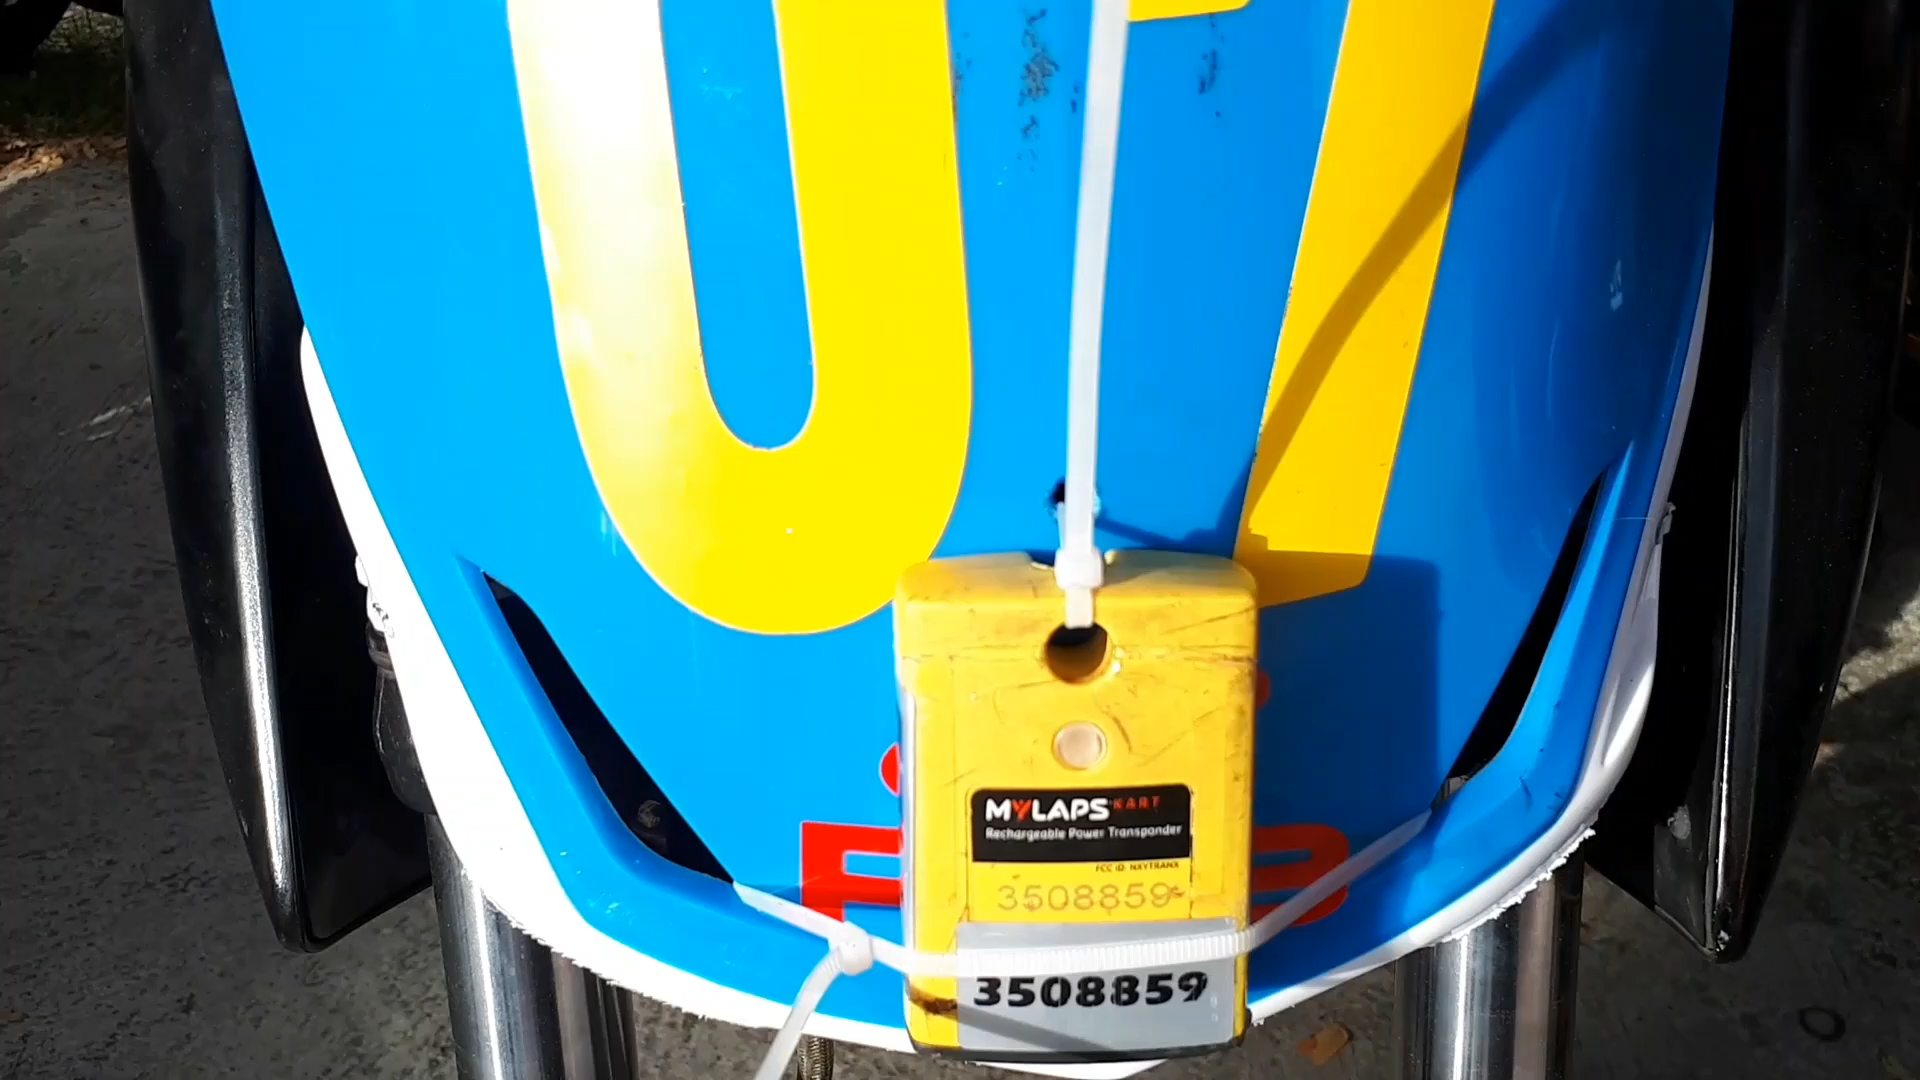 07
MYLAPS KART
Rechargeable Power Transponder
FCC ID: NXYTRANX
3508859
3508859